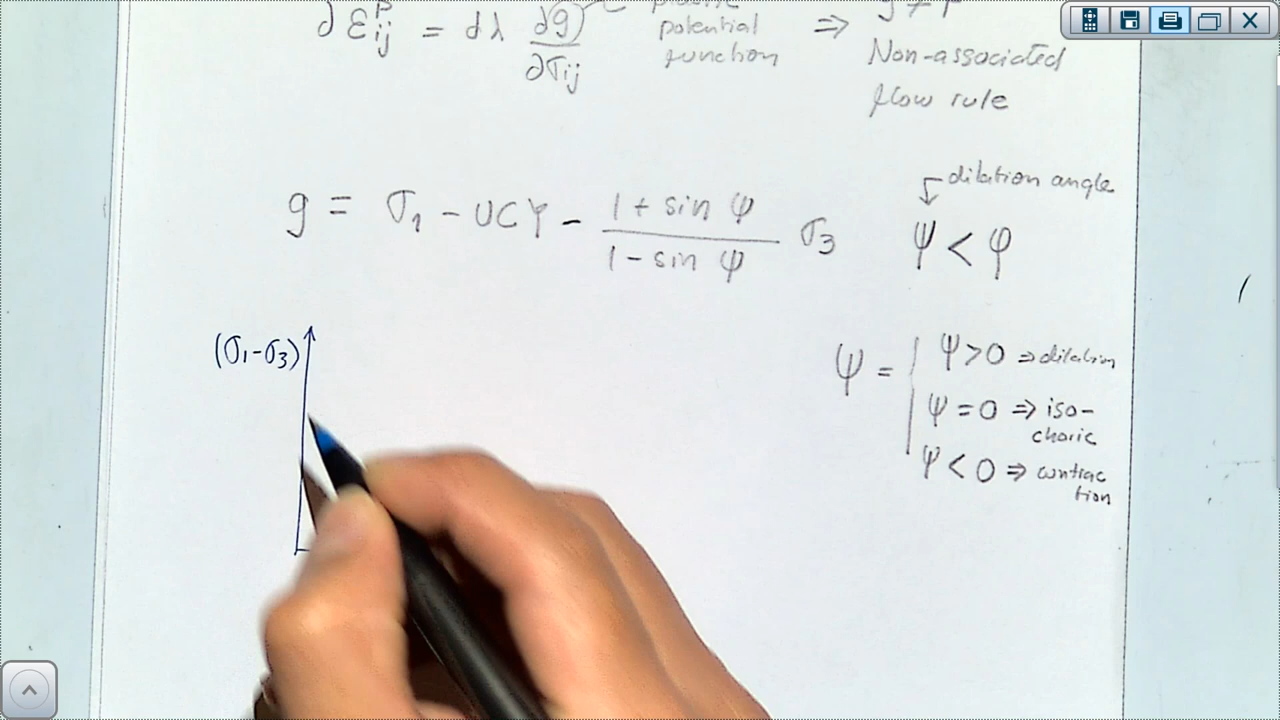 ∂ε^p_ij = dλ ∂g/∂σ_ij
potential
function
⇒
Non-associated
flow rule
dilation angle
g = σ₁ - UCY - (1 + sin ψ)/(1 - sin ψ) σ₃
ψ < φ
(σ₁-σ₃)
ψ =
ψ>0 ⇒ dilation
ψ = 0 ⇒ iso-
choric
ψ < 0 ⇒ contrac
tion